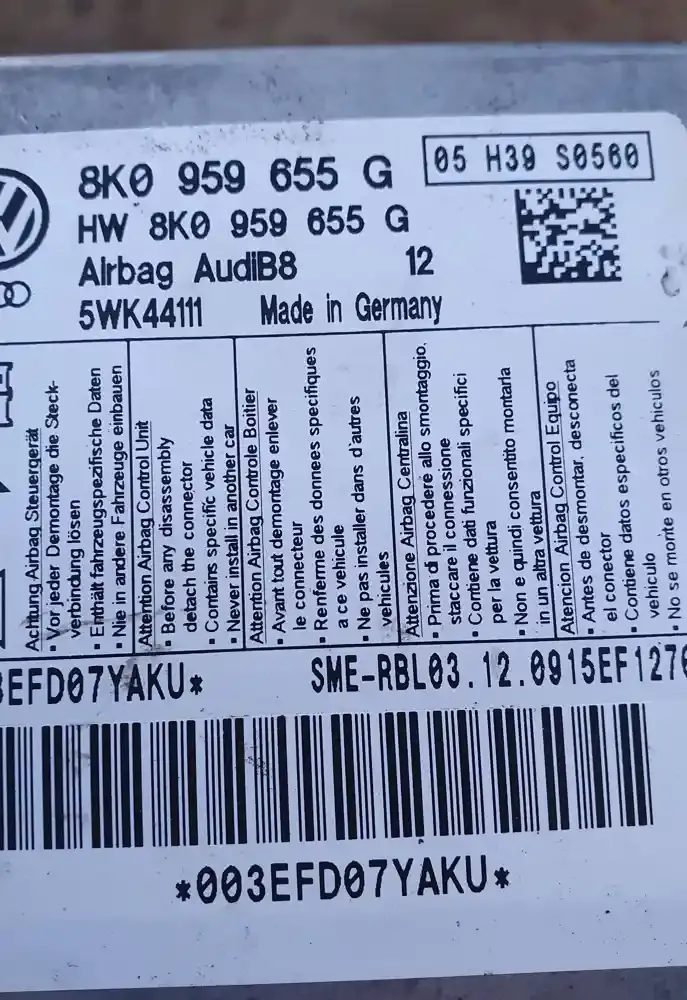 8K0 959 655 G
05 H39 S0560
HW 8K0 959 655 G
Airbag AudiB8 12
5WK44111 Made in Germany
Achtung Airbag Steuergerät
• Vor jeder Demontage die Steck-
verbindung lösen
• Enthält fahrzeugspezifische Daten
• Nie in andere Fahrzeuge einbauen
Attention Airbag Control Unit
• Before any disassembly
detach the connector
• Contains specific vehicle data
• Never install in another car
Attention Airbag Controle Boitier
• Avant tout demontage enlever
le connecteur
• Renferme des donnees specifiques
a ce vehicule
• Ne pas installer dans d'autres
vehicules
Attenzione Airbag Centralina
• Prima di procedere allo smontaggio,
staccare il connessione
• Contiene dati funzionali specifici
per la vettura
• Non e quindi consentito montarla
in un altra vettura
Atencion Airbag Control Equipo
• Antes de desmontar, desconecta
el conector
• Contiene datos especificos del
vehiculo
• No se monte en otros vehiculos
3EFD07YAKU* SME-RBL03.12.0915EF1276
*003EFD07YAKU*